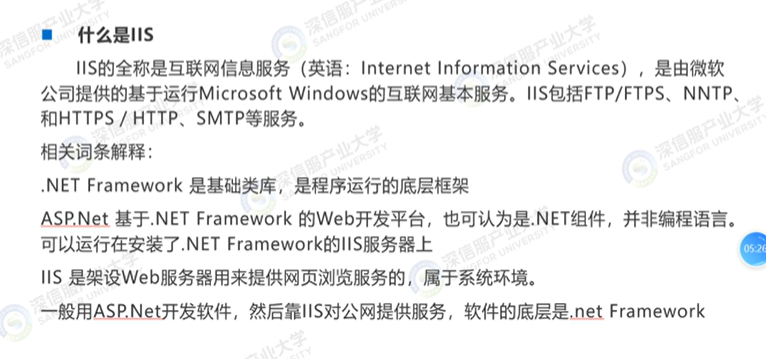 什么是IIS
IIS的全称是互联网信息服务（英语：Internet Information Services），是由微软
公司提供的基于运行Microsoft Windows的互联网基本服务。IIS包括FTP/FTPS、NNTP、
和HTTPS / HTTP、SMTP等服务。
相关词条解释：
.NET Framework 是基础类库，是程序运行的底层框架
ASP.Net 基于.NET Framework 的Web开发平台，也可认为是.NET组件，并非编程语言。
可以运行在安装了.NET Framework的IIS服务器上
05:26
IIS 是架设Web服务器用来提供网页浏览服务的，属于系统环境。
一般用ASP.Net开发软件，然后靠IIS对公网提供服务，软件的底层是.net Framework
深信服产业大学
SANGFOR UNIVERSITY